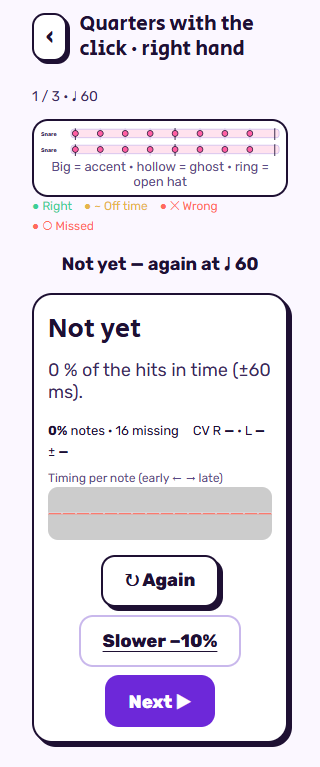 Quarters with the
click · right hand
1 / 3 · ♩ 60
Snare
Snare
Big = accent · hollow = ghost · ring =
open hat
● Right ● ~ Off time ● ✕ Wrong
● ○ Missed
Not yet — again at ♩ 60
Not yet
0 % of the hits in time (±60
ms).
0% notes · 16 missing CV R — · L —
± —
Timing per note (early ← → late)
↻ Again
Slower −10%
Next ▶